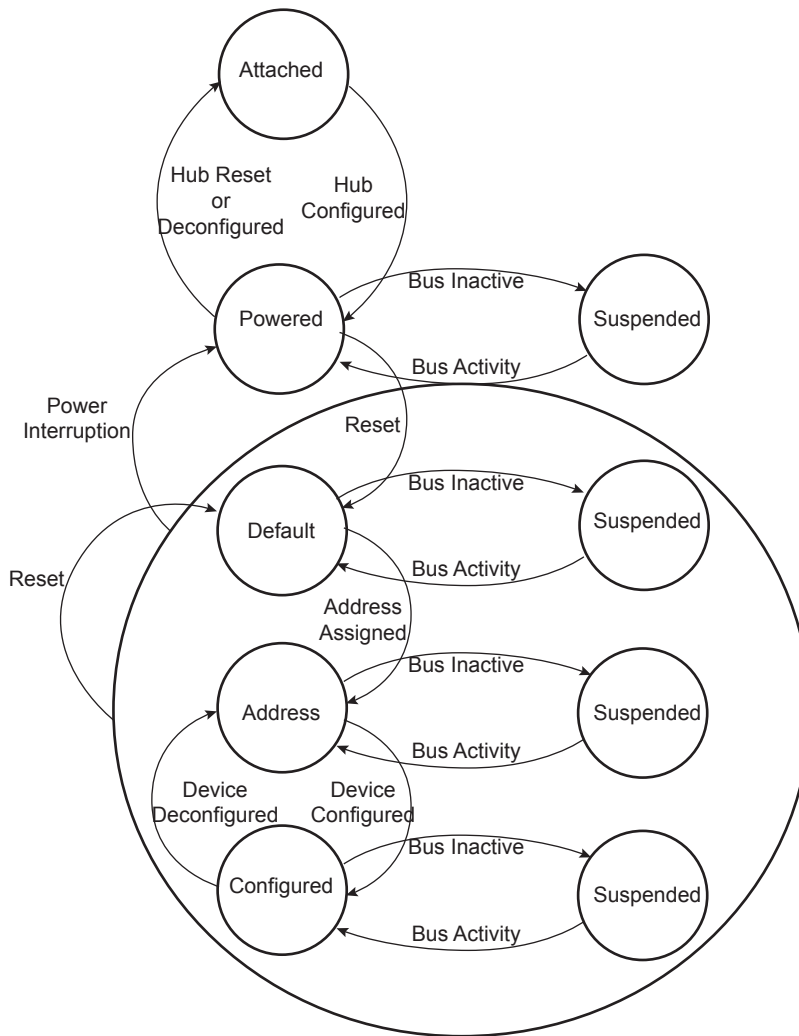 Attached
Hub Reset
or
Deconfigured
Hub
Configured
Bus Inactive
Powered
Suspended
Bus Activity
Power
Interruption
Reset
Bus Inactive
Default
Suspended
Bus Activity
Reset
Address
Assigned
Bus Inactive
Address
Suspended
Bus Activity
Device
Deconfigured
Device
Configured
Bus Inactive
Configured
Suspended
Bus Activity